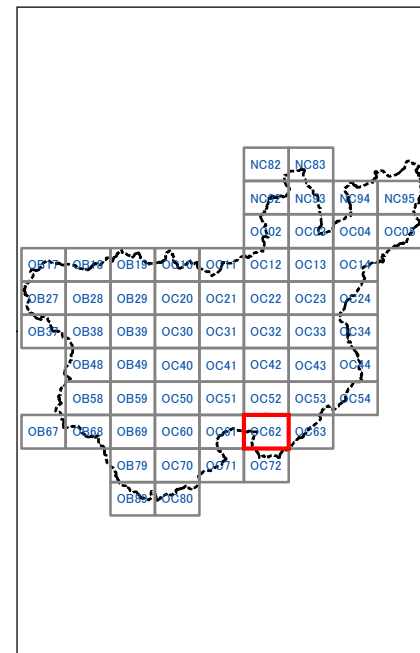 NC82 NC83
NC92 NC93 NC94 NC95
OC02 OC03 OC04 OC05
OB17 OB18 OB19 OC10 OC11 OC12 OC13 OC14
OB27 OB28 OB29 OC20 OC21 OC22 OC23 OC24
OB37 OB38 OB39 OC30 OC31 OC32 OC33 OC34
OB48 OB49 OC40 OC41 OC42 OC43 OC44
OB58 OB59 OC50 OC51 OC52 OC53 OC54
OB67 OB68 OB69 OC60 OC61 OC62 OC63
OB79 OC70 OC71 OC72
OB89 OC80